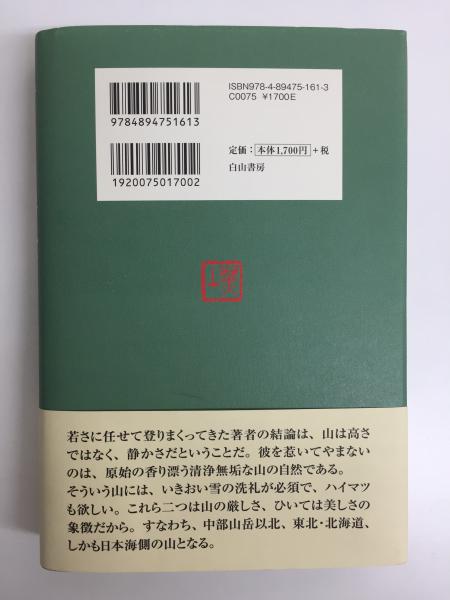 ISBN978-4-89475-161-3
C0075 ¥1700E
9784894751613
定価：本体1,700円+税
白山書房
1920075017002
若さに任せて登りまくってきた著者の結論は、山は高さ
ではなく、静かさだということだ。彼を惹いてやまない
のは、原始の香り漂う清浄無垢な山の自然である。
そういう山には、いきおい雪の洗礼が必須で、ハイマツ
も欲しい。これら二つは山の厳しさ、ひいては美しさの
象徴だから。すなわち、中部山岳以北、東北・北海道、
しかも日本海側の山となる。